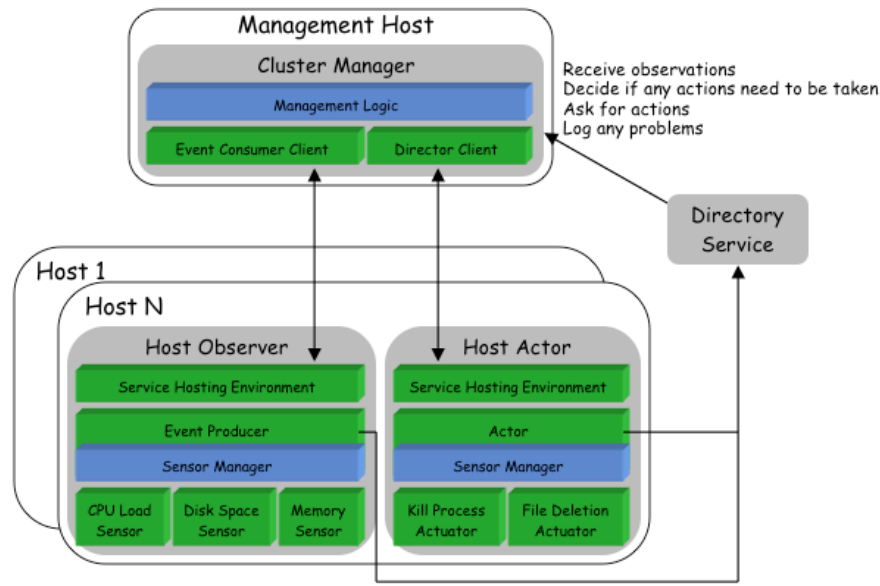 Management Host
Cluster Manager
Management Logic
Event Consumer Client
Director Client
Receive observations
Decide if any actions need to be taken
Ask for actions
Log any problems
Directory
Service
Host 1
Host N
Host Observer
Service Hosting Environment
Event Producer
Sensor Manager
CPU Load
Sensor
Disk Space
Sensor
Memory
Sensor
Host Actor
Service Hosting Environment
Actor
Sensor Manager
Kill Process
Actuator
File Deletion
Actuator